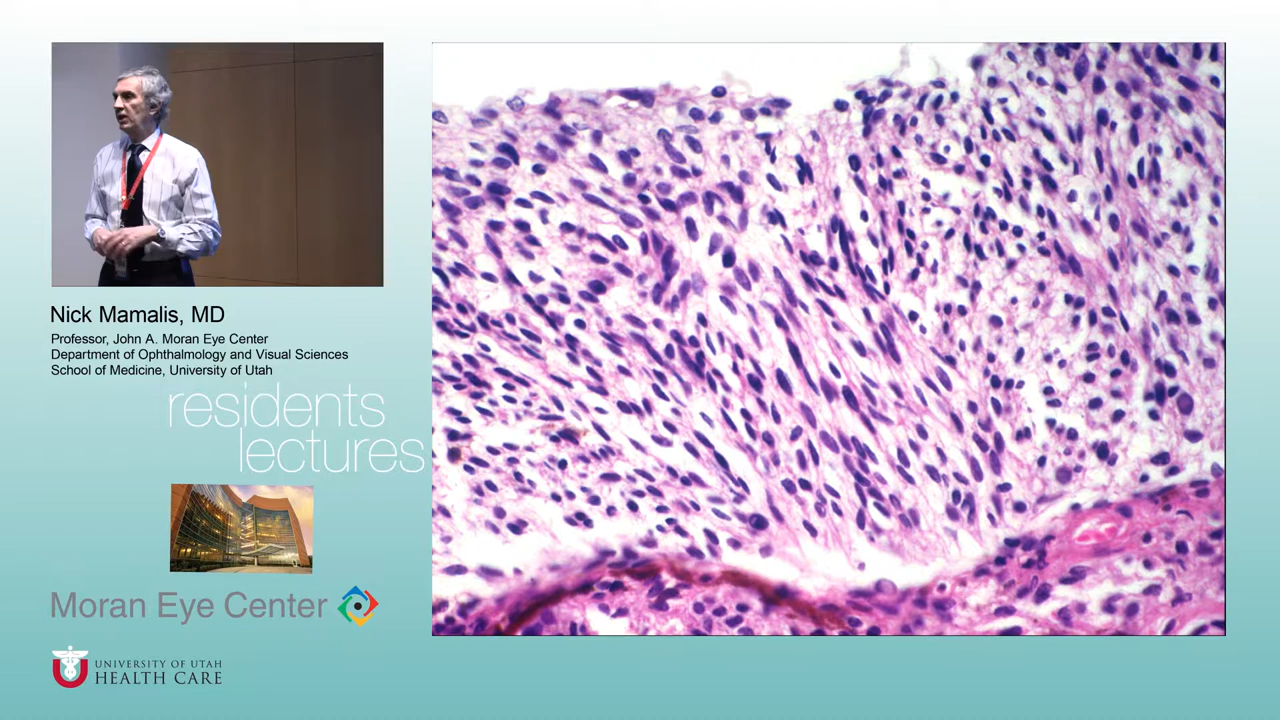 Nick Mamalis, MD
Professor, John A. Moran Eye Center
Department of Ophthalmology and Visual Sciences
School of Medicine, University of Utah
residents
lectures
Moran Eye Center
UNIVERSITY OF UTAH
HEALTH CARE